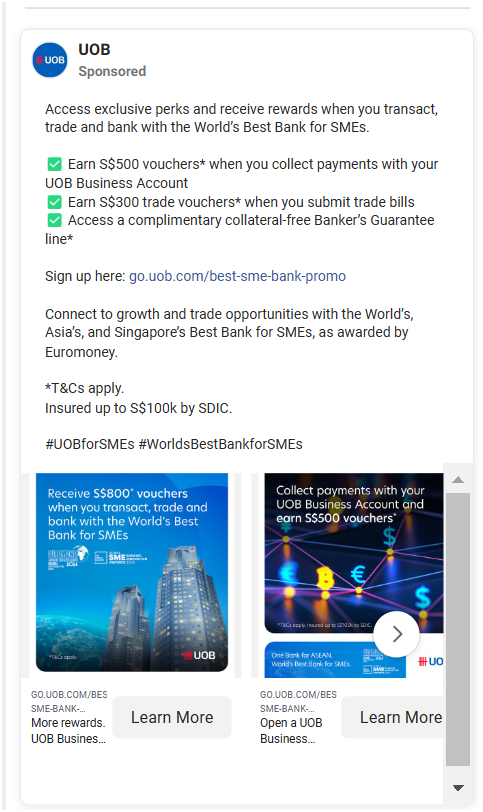 UOB
UOB
Sponsored
Access exclusive perks and receive rewards when you transact,
trade and bank with the World's Best Bank for SMEs.
✅ Earn S$500 vouchers* when you collect payments with your
UOB Business Account
✅ Earn S$300 trade vouchers* when you submit trade bills
✅ Access a complimentary collateral-free Banker's Guarantee
line*
Sign up here: go.uob.com/best-sme-bank-promo
Connect to growth and trade opportunities with the World's,
Asia's, and Singapore's Best Bank for SMEs, as awarded by
Euromoney.
*T&Cs apply.
Insured up to S$100k by SDIC.
#UOBforSMEs #WorldsBestBankforSMEs
Receive S$800* vouchers
when you transact, trade and
bank with the World's Best
Bank for SMEs
EUROMONEY
2024
SME
*T&Cs apply.
UOB
GO.UOB.COM/BES
SME-BANK-...
More rewards.
UOB Busines...
Learn More
Collect payments with your
UOB Business Account and
earn S$500 vouchers*
*T&Cs apply. Insured up to S$100k by SDIC.
One Bank for ASEAN.
World's Best Bank for SMEs.
UO
GO.UOB.COM/BES
SME-BANK-...
Open a UOB
Business...
Learn More